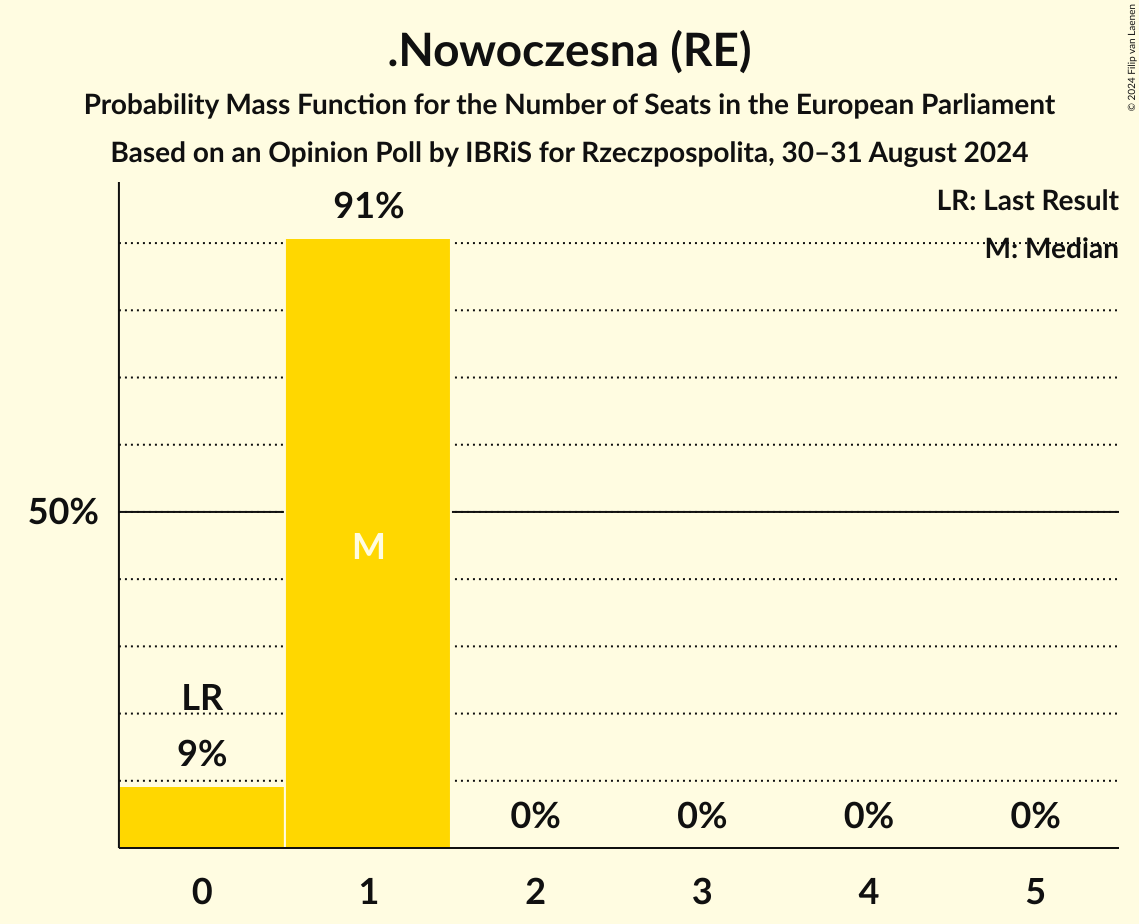 .Nowoczesna (RE)
Probability Mass Function for the Number of Seats in the European Parliament
Based on an Opinion Poll by IBRiS for Rzeczpospolita, 30–31 August 2024
© 2024 Filip van Laenen
LR: Last Result
M: Median
91%
50%
M
LR
9%
0%
0%
0%
0%
0
1
2
3
4
5